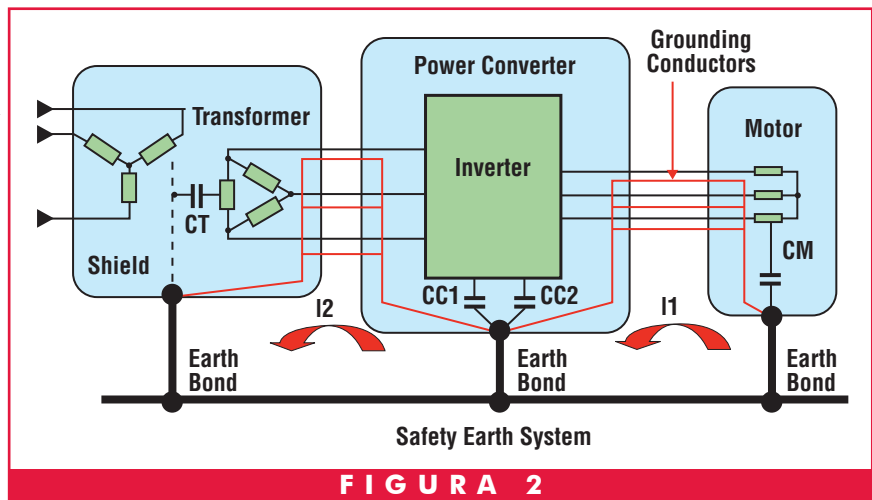 Grounding
Conductors
Power Converter
Transformer
Motor
Inverter
CT
Shield
CM
CC1
CC2
I2
I1
Earth
Bond
Earth
Bond
Earth
Bond
Safety Earth System
FIGURA 2